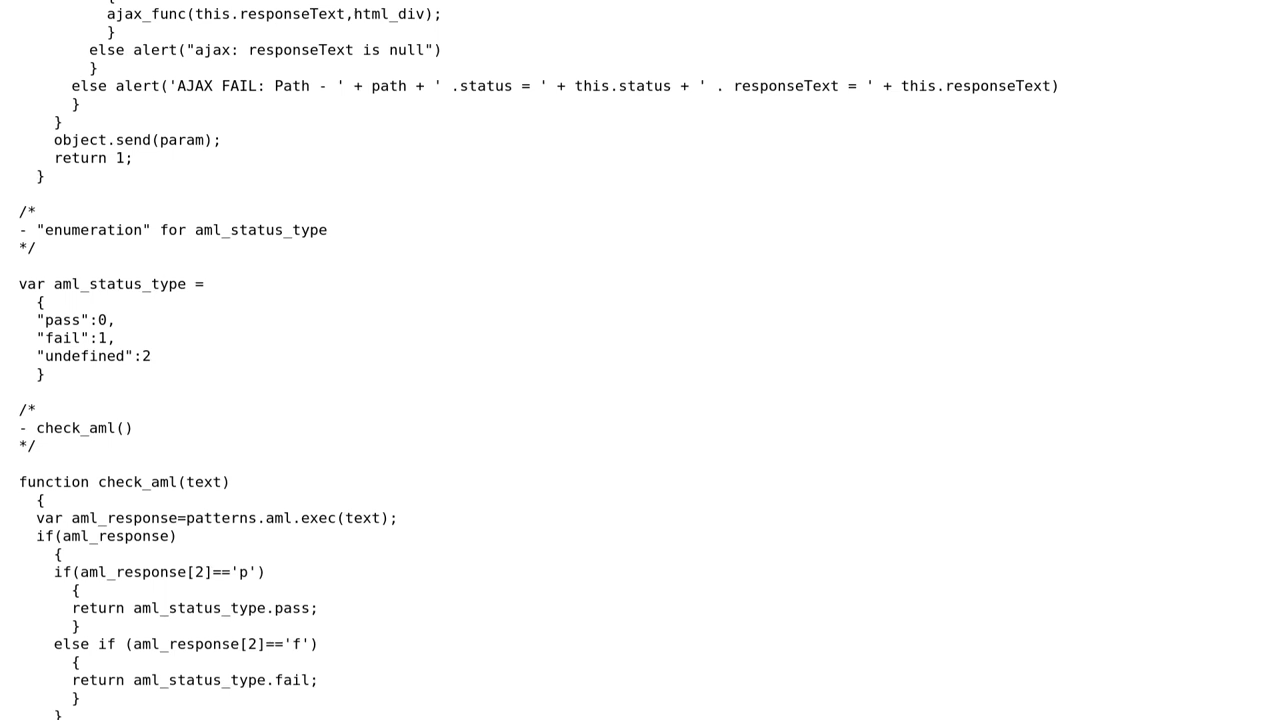 {
ajax_func(this.responseText,html_div);
}
else alert("ajax: responseText is null")
}
else alert('AJAX FAIL: Path - ' + path + ' .status = ' + this.status + ' . responseText = ' + this.responseText)
}
}
object.send(param);
return 1;
}
/*
- "enumeration" for aml_status_type
*/
var aml_status_type =
{
"pass":0,
"fail":1,
"undefined":2
}
/*
- check_aml()
*/
function check_aml(text)
{
var aml_response=patterns.aml.exec(text);
if(aml_response)
{
if(aml_response[2]=='p')
{
return aml_status_type.pass;
}
else if (aml_response[2]=='f')
{
return aml_status_type.fail;
}
}